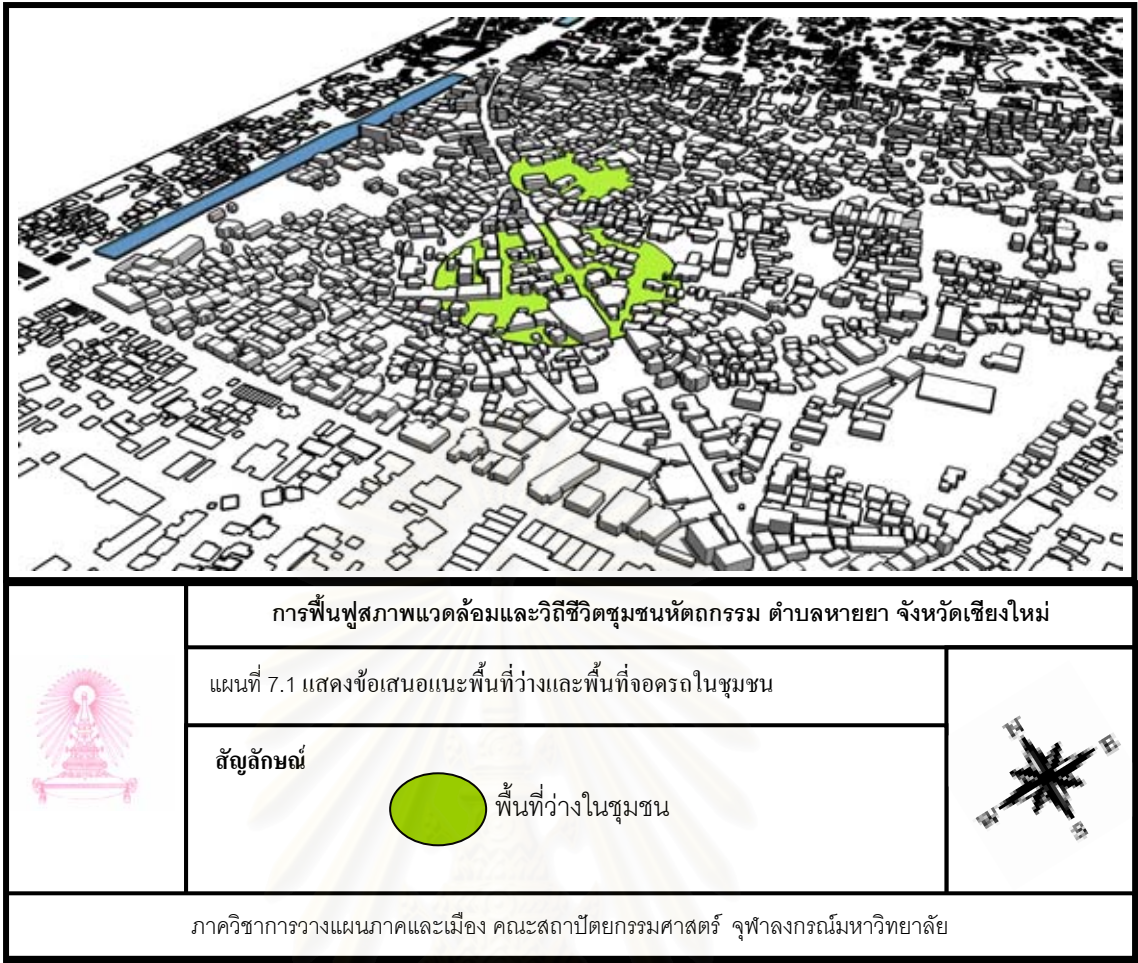 การฟื้นฟูสภาพแวดล้อมและวิถีชีวิตชุมชนหัตถกรรม ตำบลหายยา จังหวัดเชียงใหม่
แผนที่ 7.1 แสดงข้อเสนอแนะพื้นที่ว่างและพื้นที่จอดรถในชุมชน
สัญลักษณ์
พื้นที่ว่างในชุมชน
N
S
ภาควิชาการวางแผนภาคและเมือง คณะสถาปัตยกรรมศาสตร์ จุฬาลงกรณ์มหาวิทยาลัย